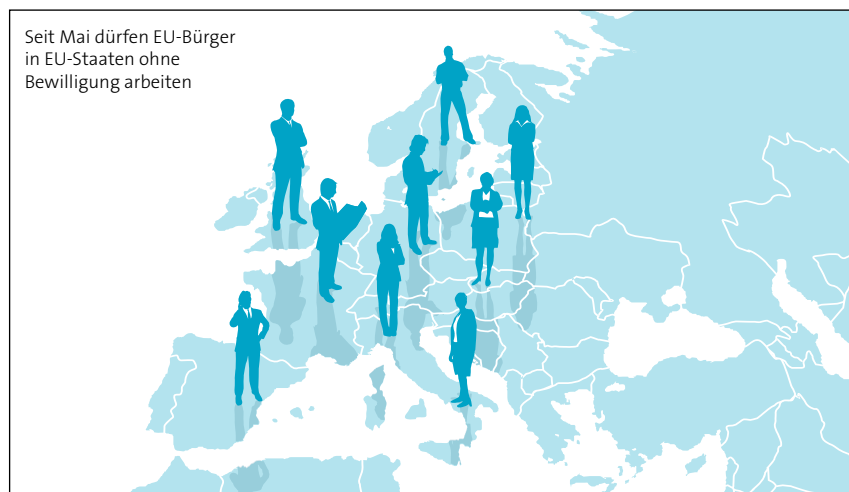 Seit Mai dürfen EU-Bürger
in EU-Staaten ohne
Bewilligung arbeiten